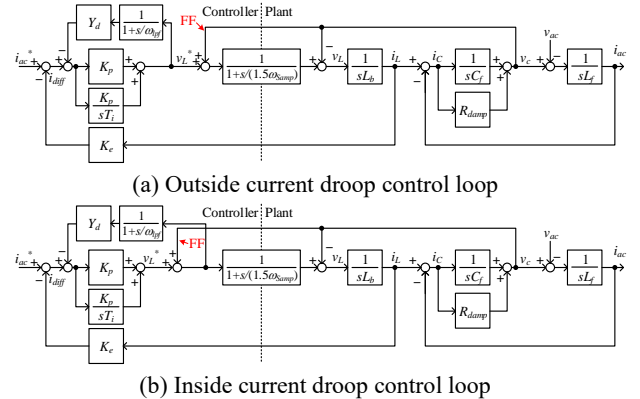 FF
Y_d
1
1+s/ω_lpf
v_ac
i_ac*
i_diff
K_p
v_L*
Controller Plant
1
1+s/(1.5ω_Samp)
v_L
1
sL_b
i_L
i_C
1
sC_f
v_c
1
sL_f
i_ac
K_p
sT_i
R_damp
K_e
(a) Outside current droop control loop
Controller Plant
Y_d
1
1+s/ω_lpf
FF
v_ac
i_ac*
i_diff
K_p
v_L*
1
1+s/(1.5ω_Samp)
v_L
1
sL_b
i_L
i_C
1
sC_f
v_c
1
sL_f
i_ac
K_p
sT_i
R_damp
K_e
(b) Inside current droop control loop